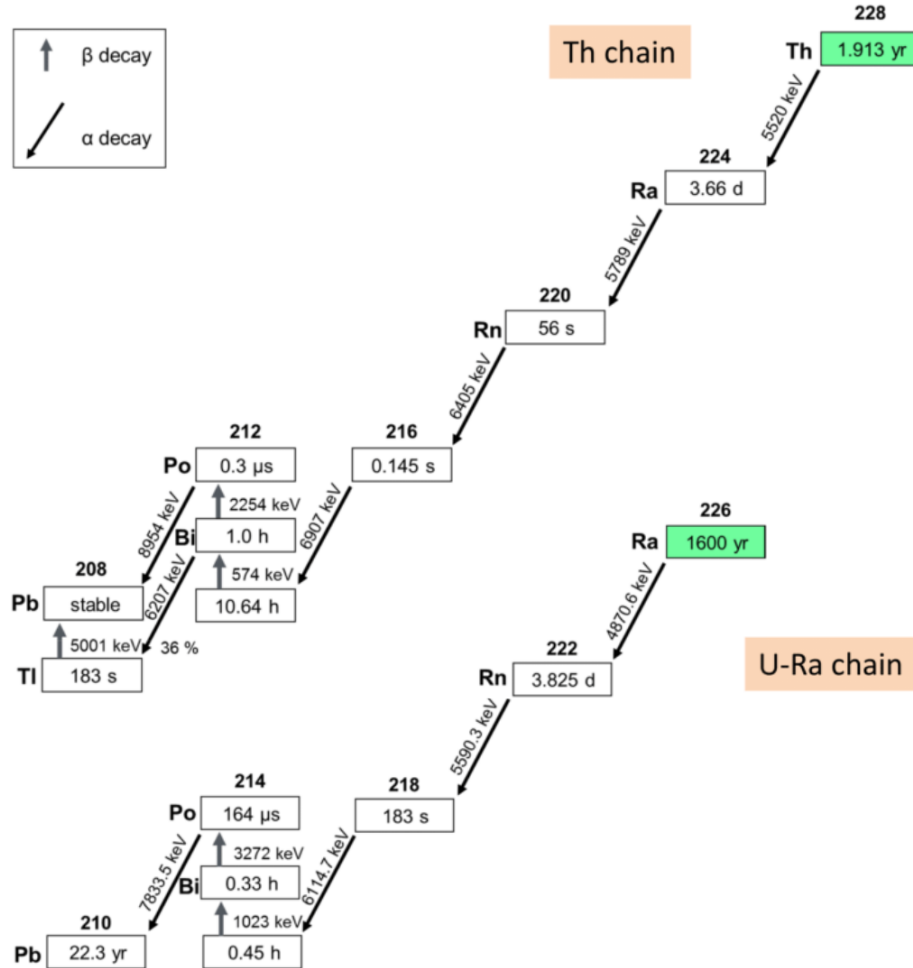 228
Th chain
β decay
Th
1.913 yr
α decay
5520 keV
224
Ra
3.66 d
5789 keV
220
Rn
56 s
6405 keV
212
216
Po
0.3 µs
0.145 s
2254 keV
8954 keV
6907 keV
Bi
1.0 h
226
Ra
1600 yr
208
6207 keV
574 keV
Pb
stable
10.64 h
4870.6 keV
5001 keV
36 %
222
Tl
183 s
Rn
3.825 d
U-Ra chain
5590.3 keV
214
218
Po
164 µs
183 s
3272 keV
7833.5 keV
6114.7 keV
Bi
0.33 h
210
1023 keV
Pb
22.3 yr
0.45 h